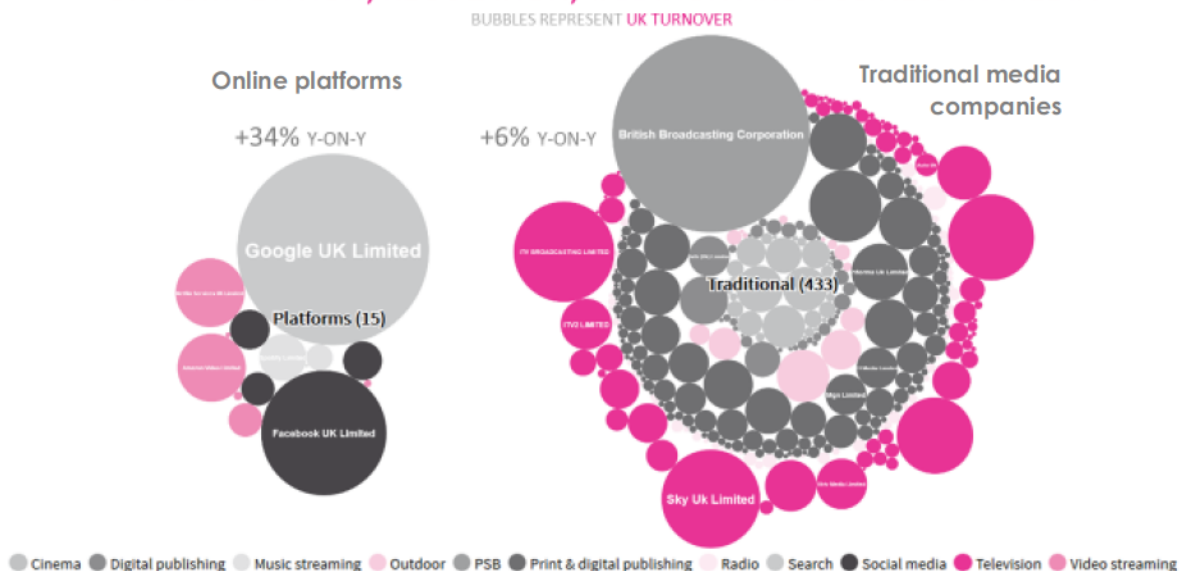 BUBBLES REPRESENT UK TURNOVER
Online platforms
Traditional media
companies
+34% Y-ON-Y
+6% Y-ON-Y
British Broadcasting Corporation
Google UK Limited
ITV BROADCASTING LIMITED
Traditional (433)
Platforms (15)
ITV2 LIMITED
Mgn Limited
Facebook UK Limited
Sky Uk Limited
Cinema Digital publishing Music streaming Outdoor PSB Print & digital publishing Radio Search Social media Television Video streaming